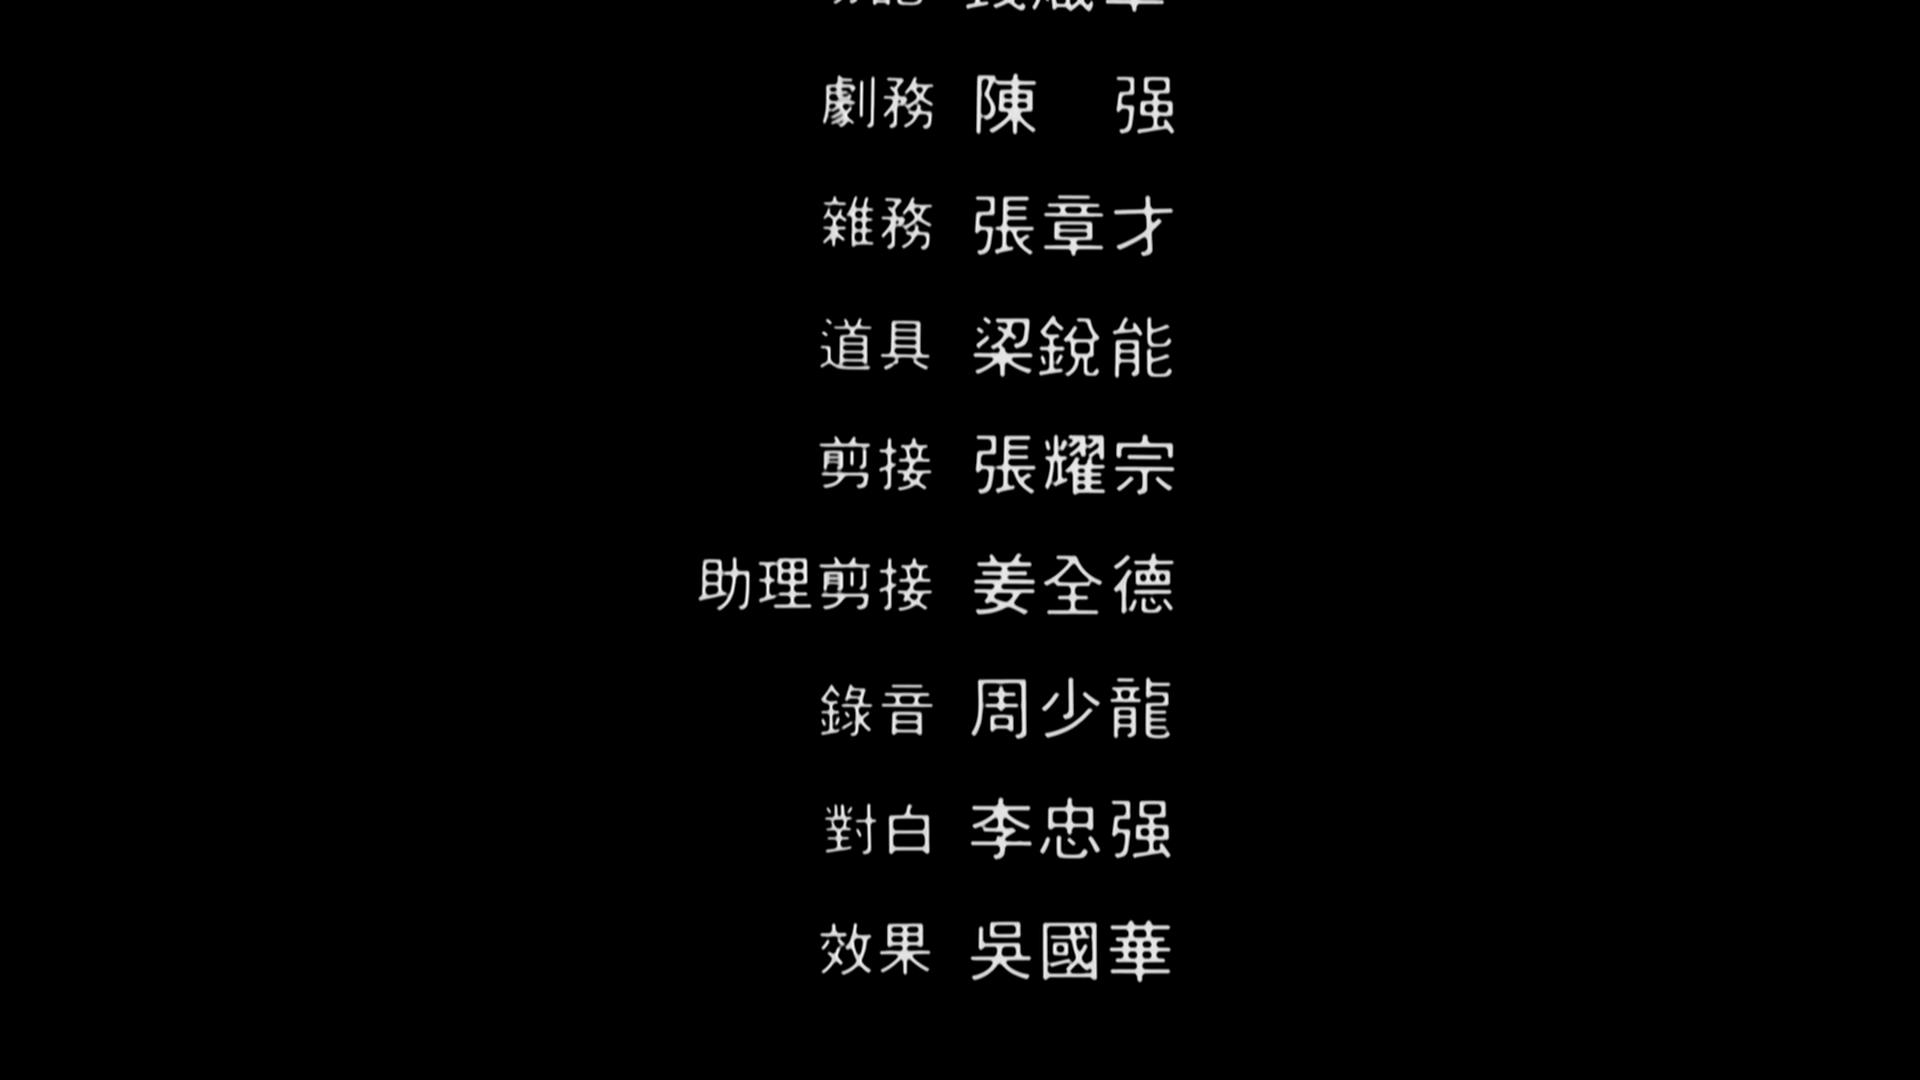 劇務 陳 强
雜務 張章才
道具 梁銳能
剪接 張耀宗
助理剪接 姜全德
錄音 周少龍
對白 李忠强
效果 吳國華